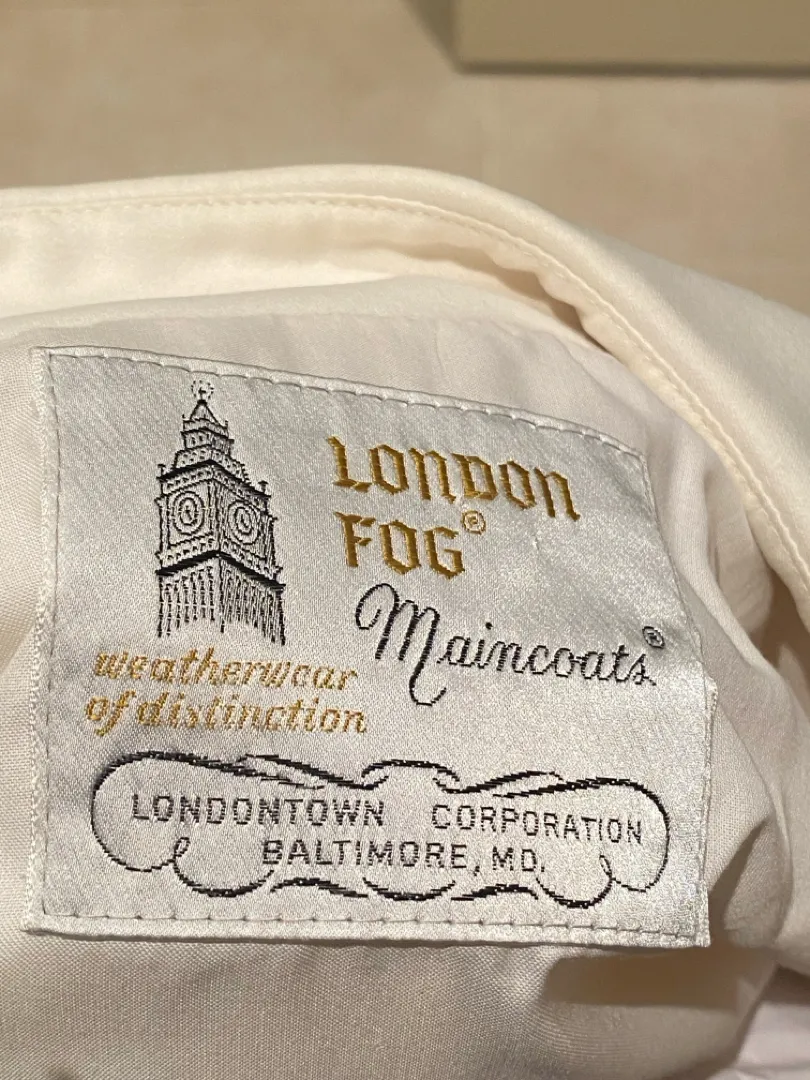 LONDON
FOG®
Maincoats®
weatherwear
of distinction
LONDONTOWN CORPORATION
BALTIMORE, MD.